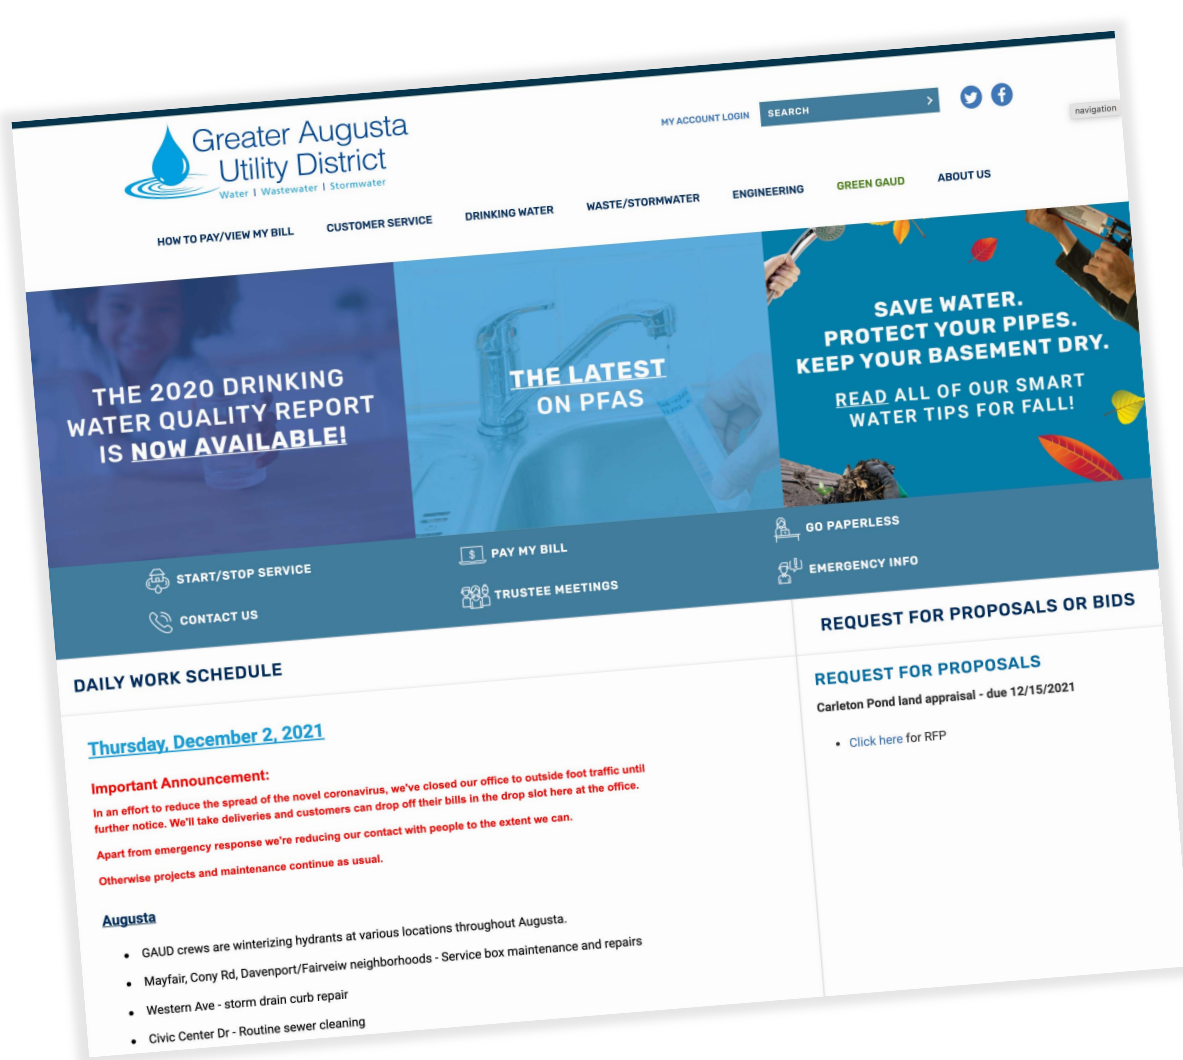 Greater Augusta
Utility District
Water | Wastewater | Stormwater
MY ACCOUNT LOGIN
SEARCH
navigation
HOW TO PAY/VIEW MY BILL
CUSTOMER SERVICE
DRINKING WATER
WASTE/STORMWATER
ENGINEERING
GREEN GAUD
ABOUT US
THE 2020 DRINKING
WATER QUALITY REPORT
IS NOW AVAILABLE!
THE LATEST
ON PFAS
SAVE WATER.
PROTECT YOUR PIPES.
KEEP YOUR BASEMENT DRY.
READ ALL OF OUR SMART
WATER TIPS FOR FALL!
START/STOP SERVICE
$ PAY MY BILL
GO PAPERLESS
CONTACT US
TRUSTEE MEETINGS
EMERGENCY INFO
DAILY WORK SCHEDULE
Thursday, December 2, 2021
Important Announcement:
In an effort to reduce the spread of the novel coronavirus, we've closed our office to outside foot traffic until
further notice. We'll take deliveries and customers can drop off their bills in the drop slot here at the office.
Apart from emergency response we're reducing our contact with people to the extent we can.
Otherwise projects and maintenance continue as usual.
Augusta
• GAUD crews are winterizing hydrants at various locations throughout Augusta.
• Mayfair, Cony Rd, Davenport/Fairveiw neighborhoods - Service box maintenance and repairs
• Western Ave - storm drain curb repair
• Civic Center Dr - Routine sewer cleaning
REQUEST FOR PROPOSALS OR BIDS
REQUEST FOR PROPOSALS
Carleton Pond land appraisal - due 12/15/2021
• Click here for RFP